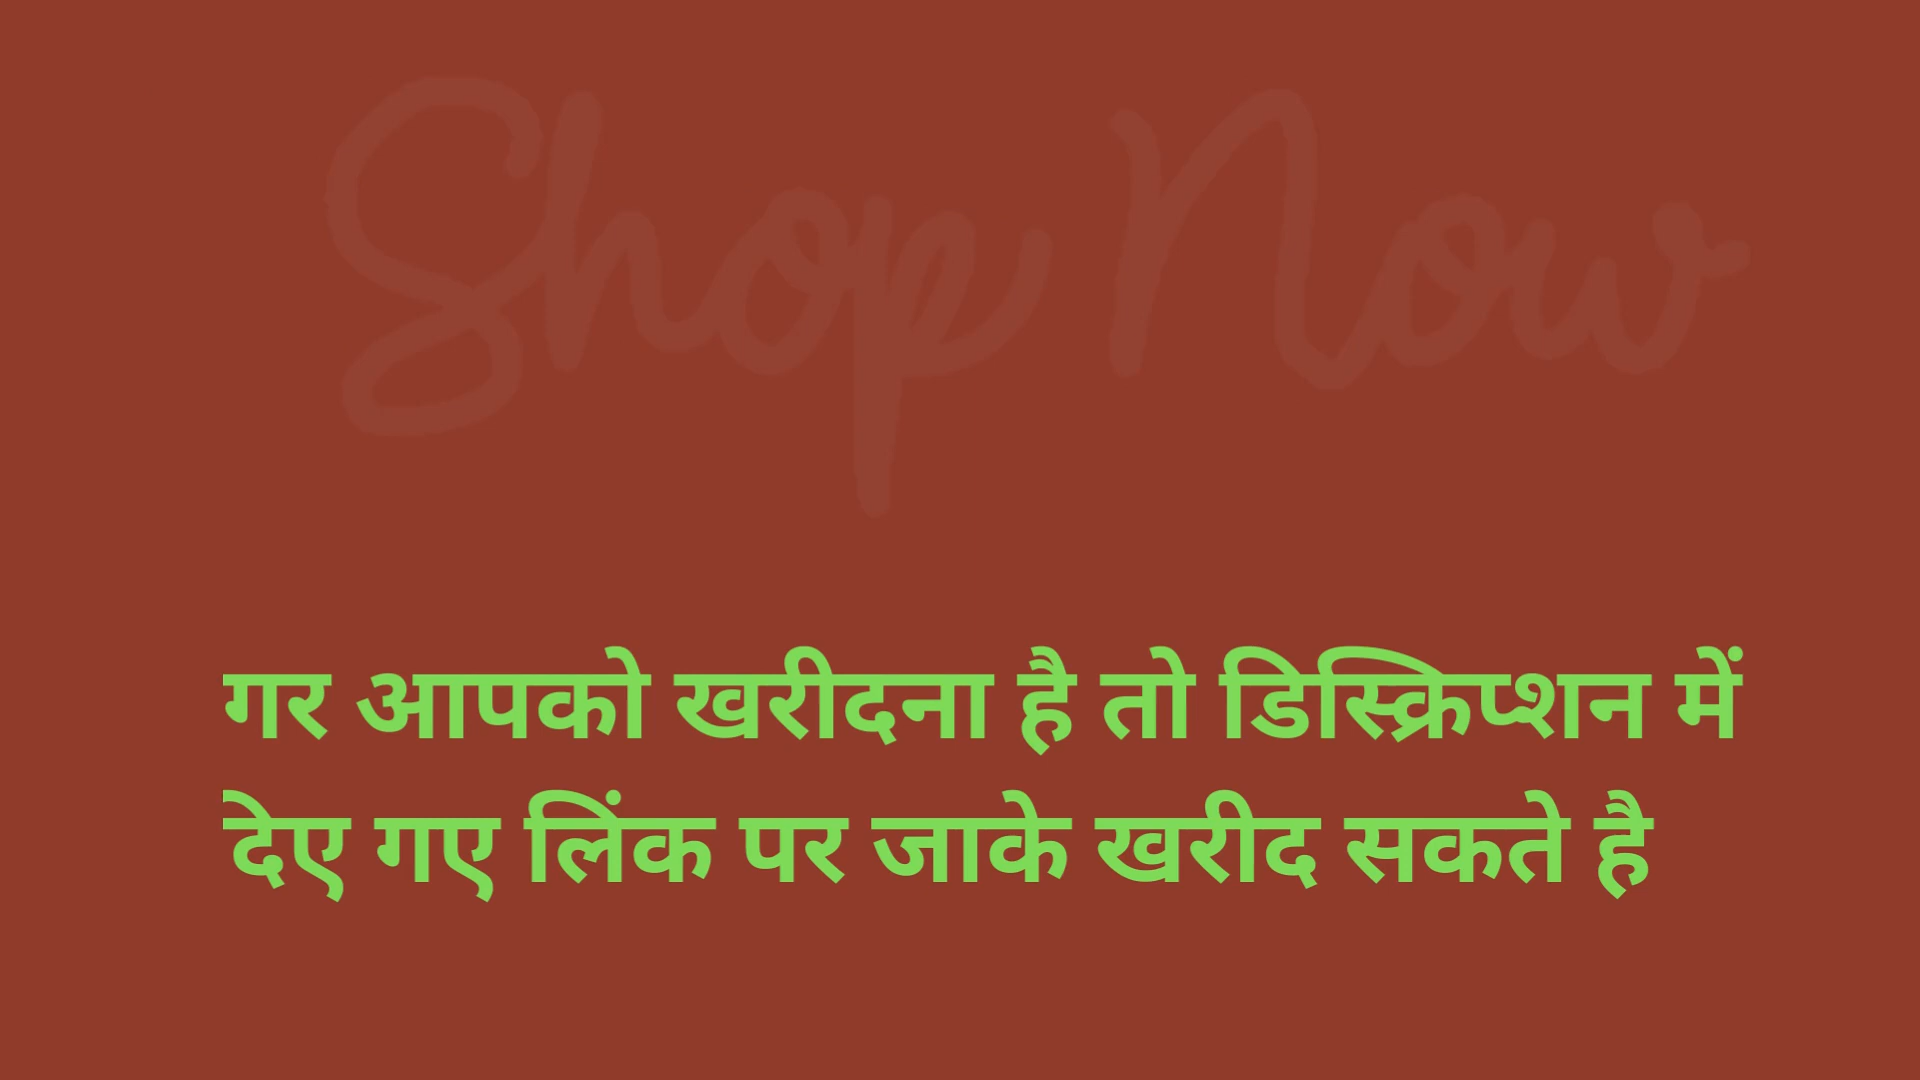 Shop Now
गर आपको खरीदना है तो डिस्क्रिप्शन में
देए गए लिंक पर जाके खरीद सकते है